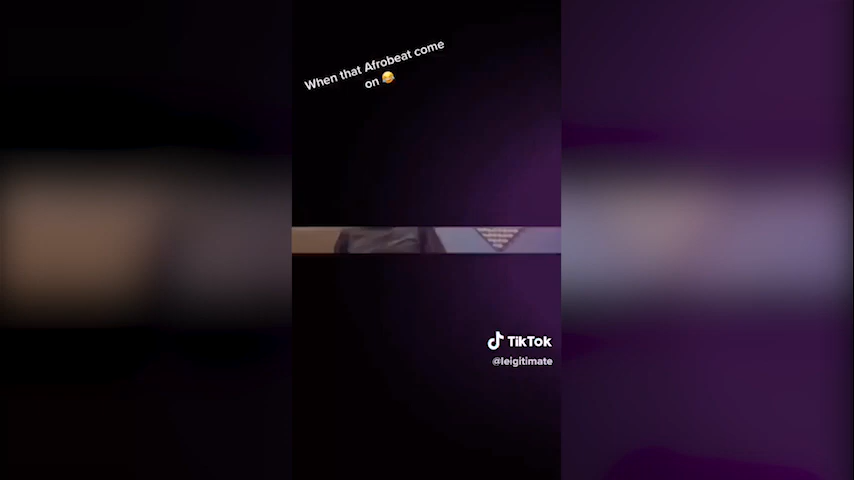 When that Afrobeat come
on 😂
TikTok
@leigitimate